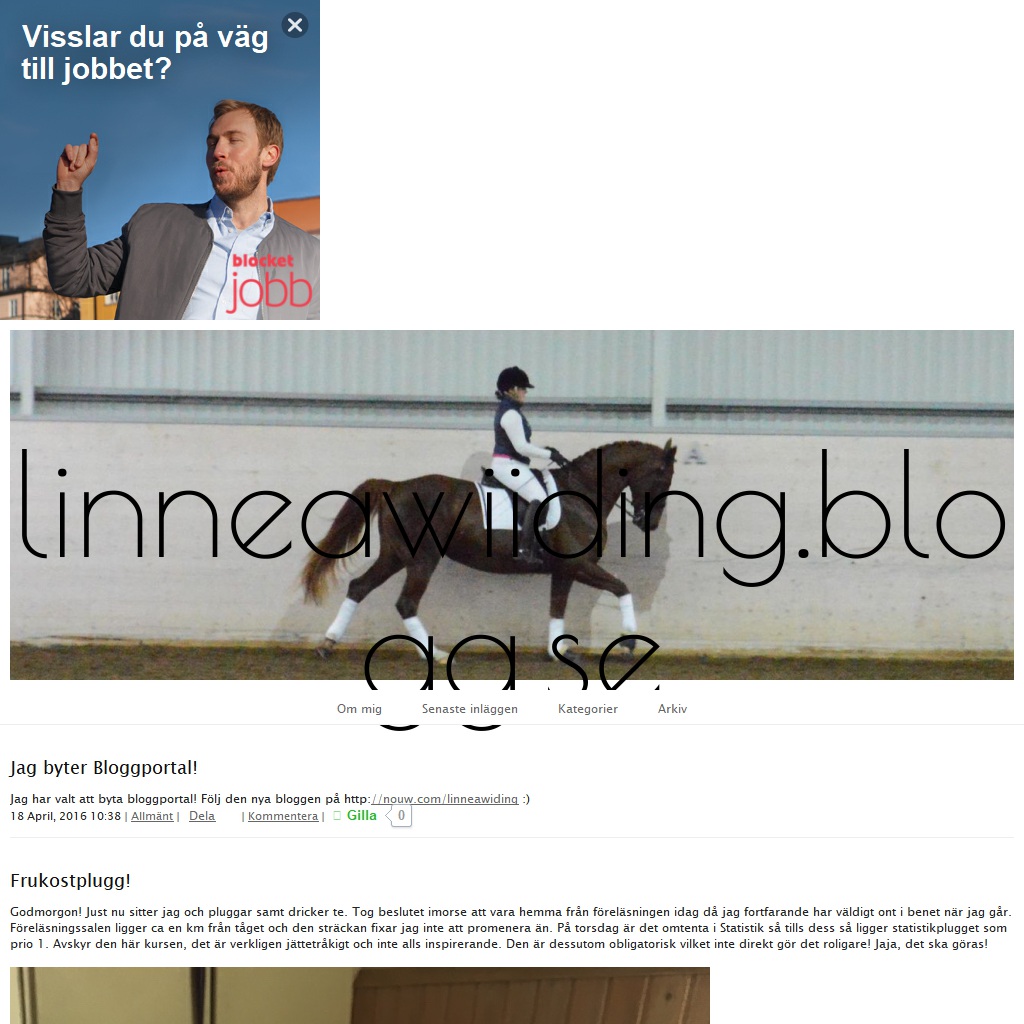 Visslar du på väg
till jobbet?
blocket
jobb
linneawiiding.blo
gg.se
Om mig Senaste inläggen Kategorier Arkiv
Jag byter Bloggportal!
Jag har valt att byta bloggportal! Följ den nya bloggen på http://nouw.com/linneawiding :)
18 April, 2016 10:38 | Allmänt | Dela | Kommentera | Gilla 0
Frukostplugg!
Godmorgon! Just nu sitter jag och pluggar samt dricker te. Tog beslutet imorse att vara hemma från föreläsningen idag då jag fortfarande har väldigt ont i benet när jag går.
Föreläsningssalen ligger ca en km från tåget och den sträckan fixar jag inte att promenera än. På torsdag är det omtenta i Statistik så tills dess så ligger statistikplugget som
prio 1. Avskyr den här kursen, det är verkligen jättetråkigt och inte alls inspirerande. Den är dessutom obligatorisk vilket inte direkt gör det roligare! Jaja, det ska göras!